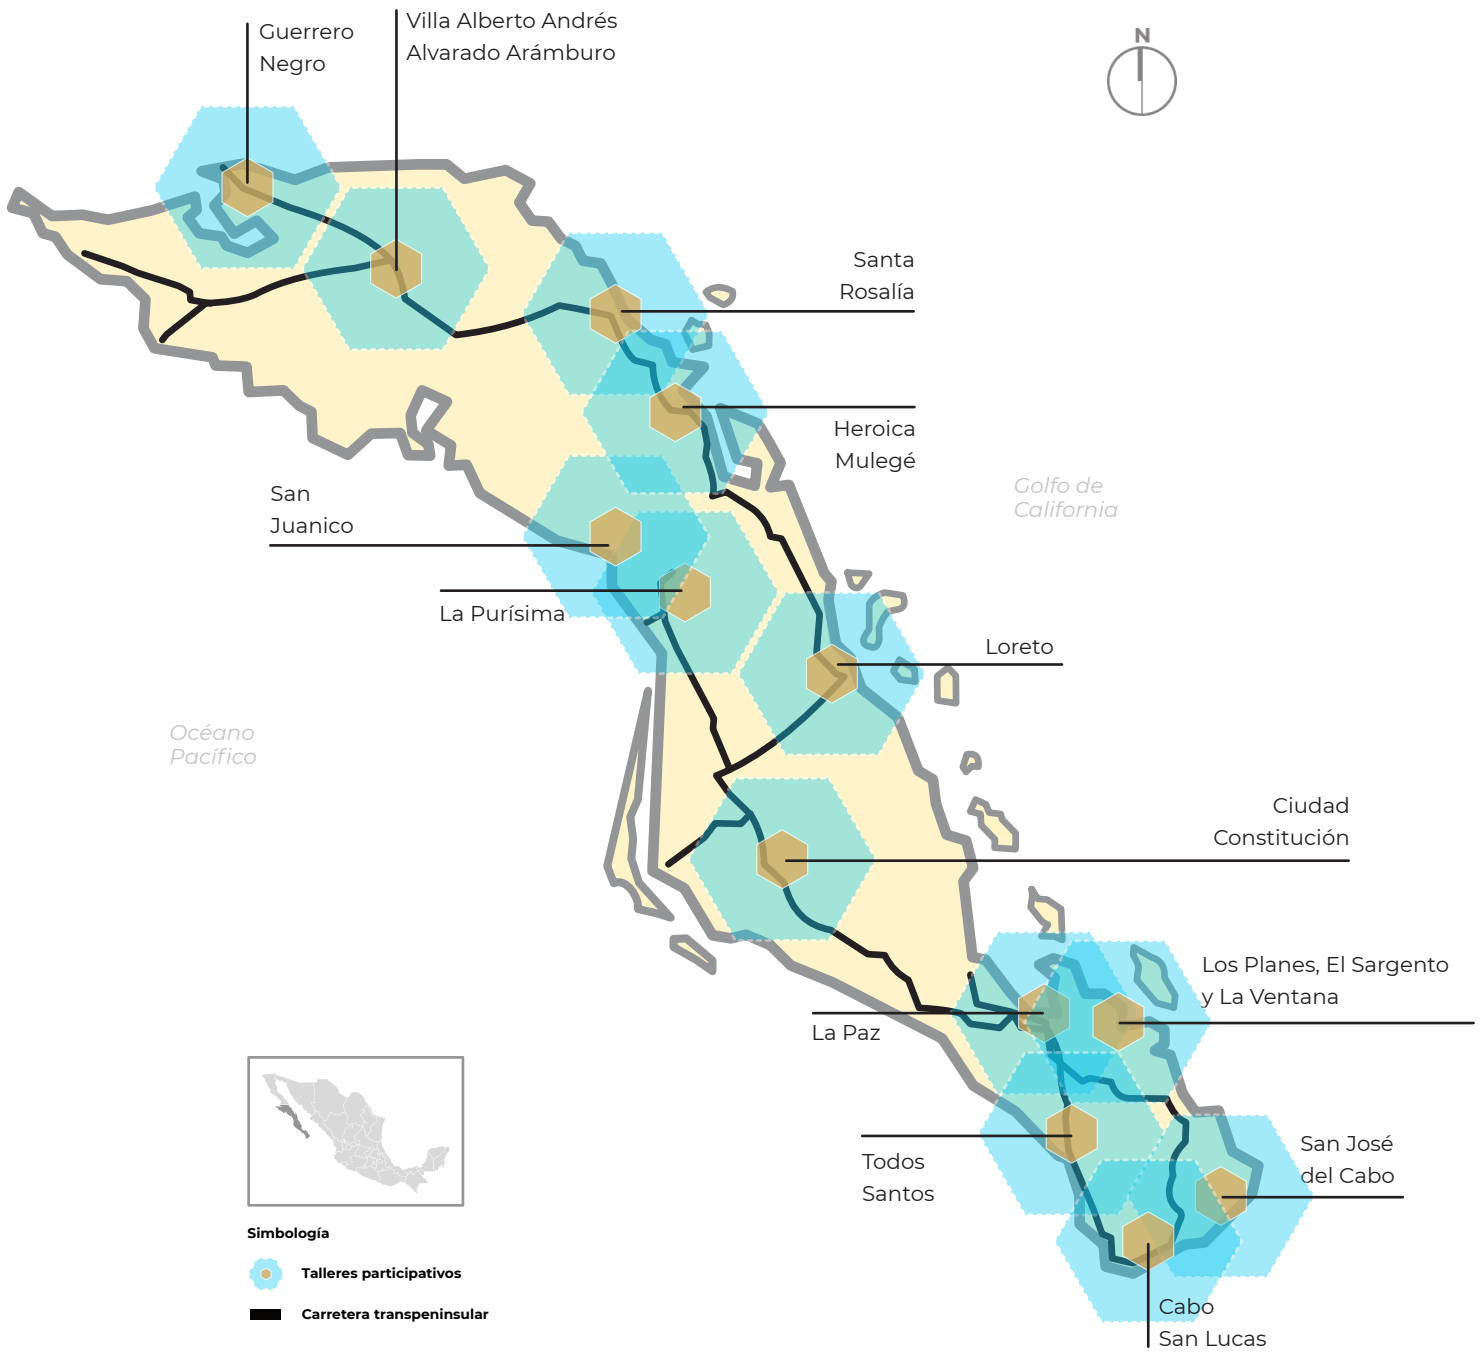 Guerrero
Negro
Villa Alberto Andrés
Alvarado Arámburo
N
Santa
Rosalía
Heroica
Mulegé
Golfo de
California
San
Juanico
La Purísima
Loreto
Océano
Pacífico
Ciudad
Constitución
Los Planes, El Sargento
y La Ventana
La Paz
Todos
Santos
San José
del Cabo
Cabo
San Lucas
Simbología
Talleres participativos
Carretera transpeninsular